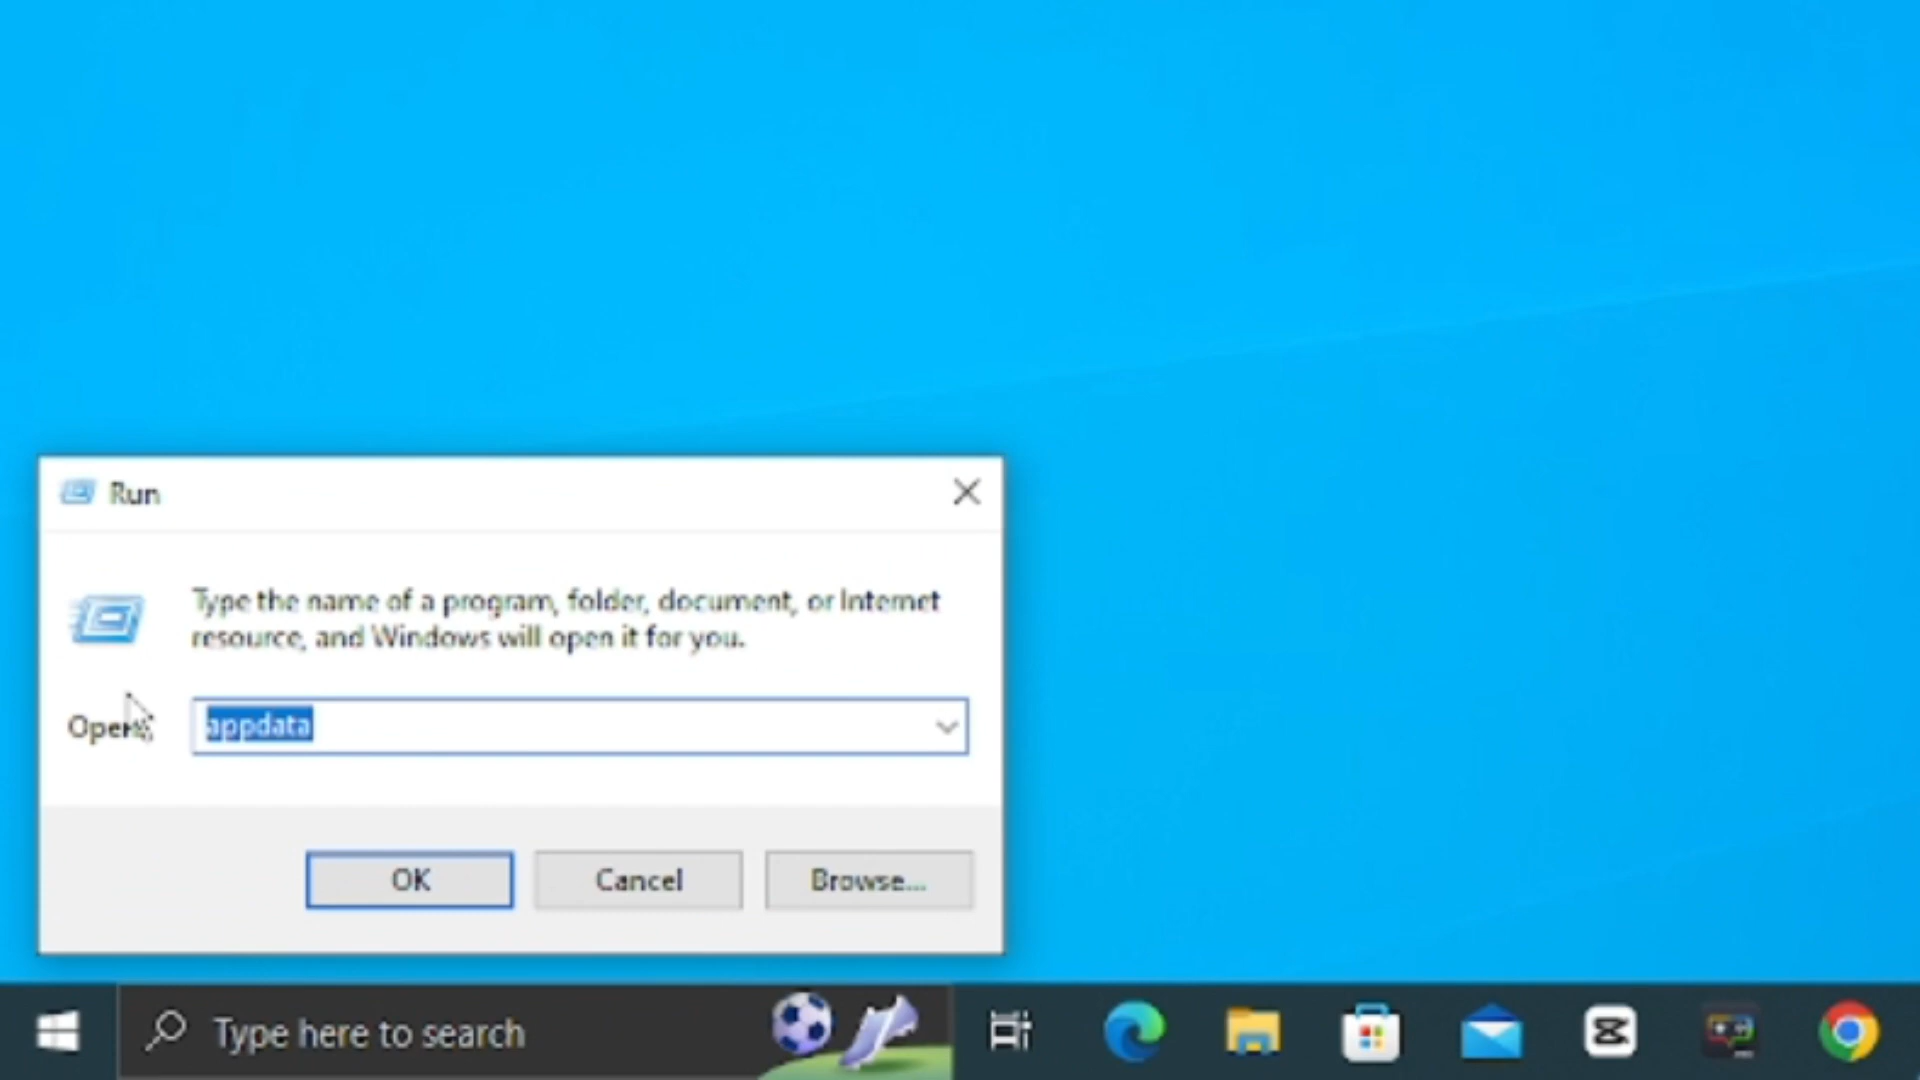 Run
Type the name of a program, folder, document, or Internet
resource, and Windows will open it for you.
Open:
appdata
OK
Cancel
Browse...
Type here to search